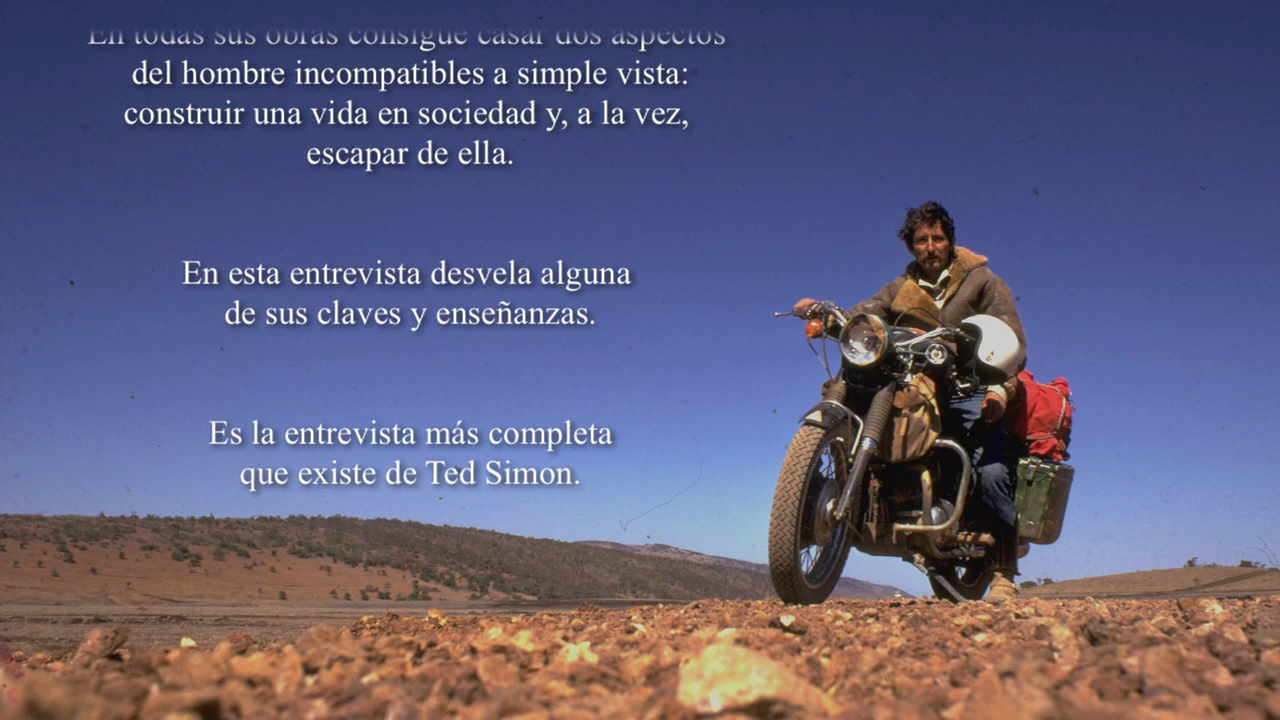 En todas sus obras consigue casar dos aspectos
del hombre incompatibles a simple vista:
construir una vida en sociedad y, a la vez,
escapar de ella.
En esta entrevista desvela alguna
de sus claves y enseñanzas.
Es la entrevista más completa
que existe de Ted Simon.